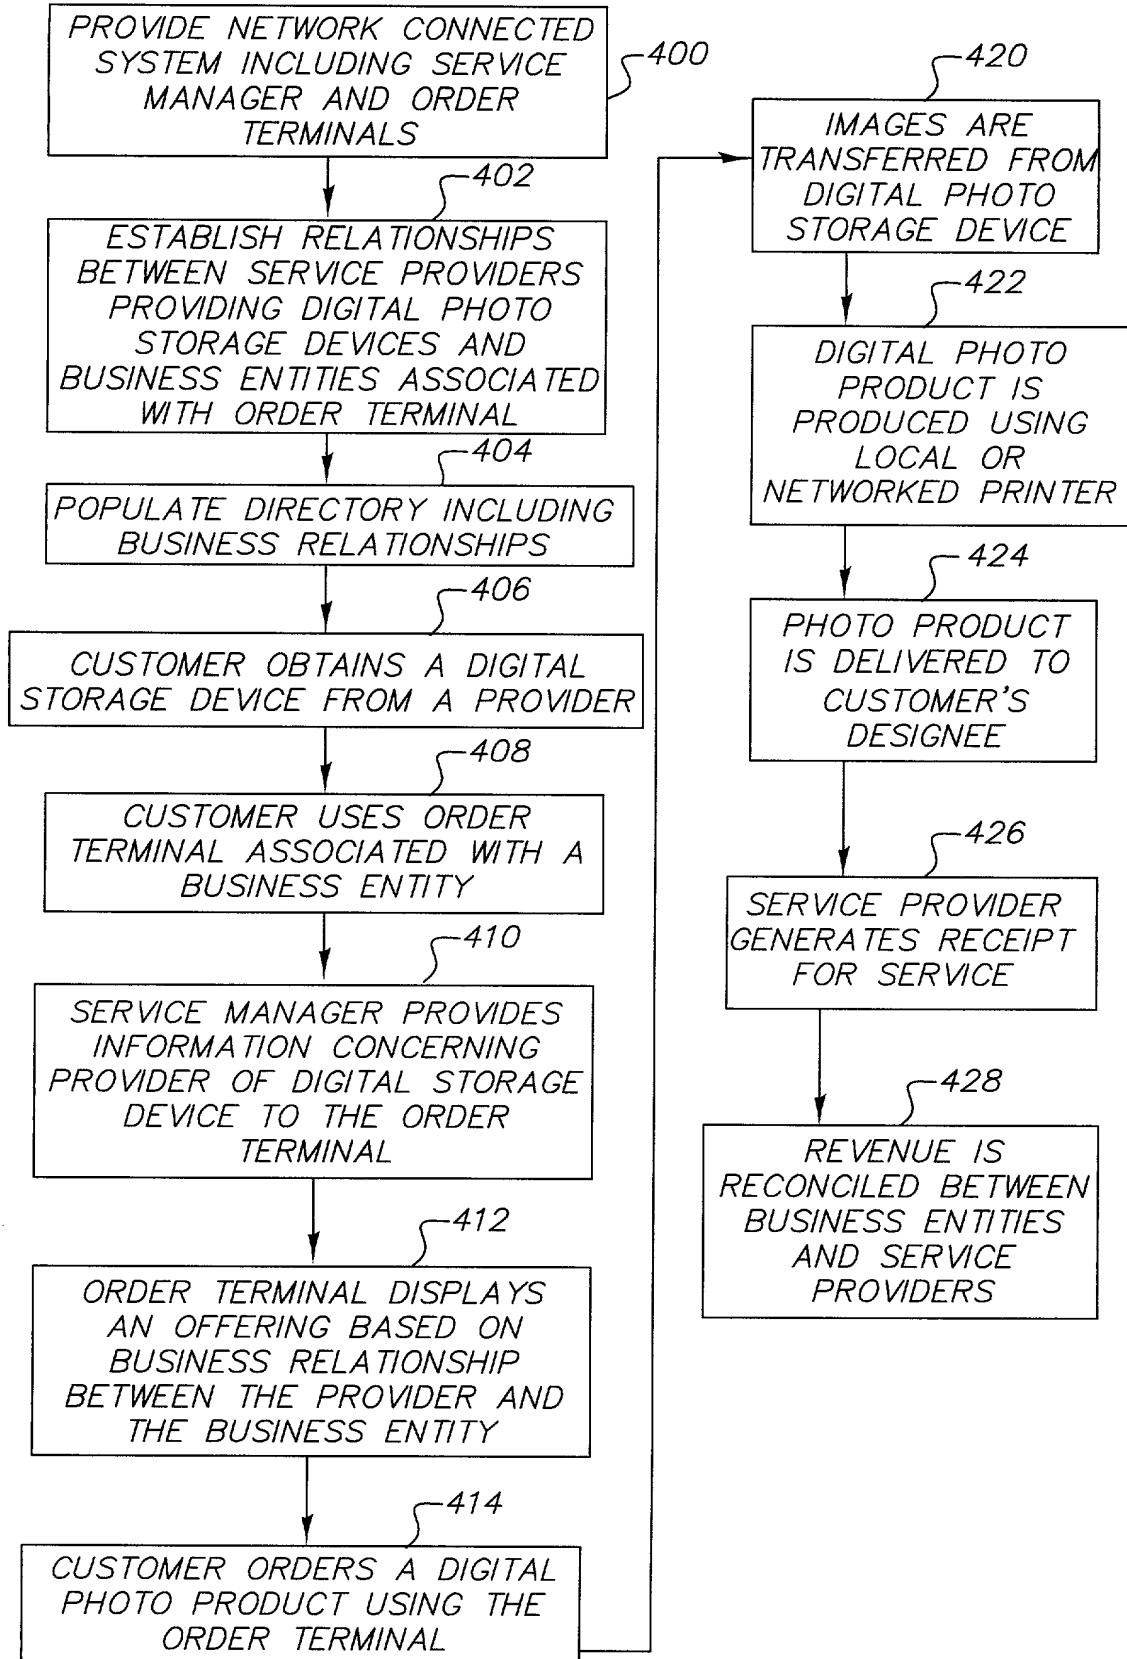 PROVIDE NETWORK CONNECTED
SYSTEM INCLUDING SERVICE
MANAGER AND ORDER
TERMINALS
400
402
ESTABLISH RELATIONSHIPS
BETWEEN SERVICE PROVIDERS
PROVIDING DIGITAL PHOTO
STORAGE DEVICES AND
BUSINESS ENTITIES ASSOCIATED
WITH ORDER TERMINAL
404
POPULATE DIRECTORY INCLUDING
BUSINESS RELATIONSHIPS
406
CUSTOMER OBTAINS A DIGITAL
STORAGE DEVICE FROM A PROVIDER
408
CUSTOMER USES ORDER
TERMINAL ASSOCIATED WITH A
BUSINESS ENTITY
410
SERVICE MANAGER PROVIDES
INFORMATION CONCERNING
PROVIDER OF DIGITAL STORAGE
DEVICE TO THE ORDER
TERMINAL
412
ORDER TERMINAL DISPLAYS
AN OFFERING BASED ON
BUSINESS RELATIONSHIP
BETWEEN THE PROVIDER AND
THE BUSINESS ENTITY
414
CUSTOMER ORDERS A DIGITAL
PHOTO PRODUCT USING THE
ORDER TERMINAL
420
IMAGES ARE
TRANSFERRED FROM
DIGITAL PHOTO
STORAGE DEVICE
422
DIGITAL PHOTO
PRODUCT IS
PRODUCED USING
LOCAL OR
NETWORKED PRINTER
424
PHOTO PRODUCT
IS DELIVERED TO
CUSTOMER'S
DESIGNEE
426
SERVICE PROVIDER
GENERATES RECEIPT
FOR SERVICE
428
REVENUE IS
RECONCILED BETWEEN
BUSINESS ENTITIES
AND SERVICE
PROVIDERS